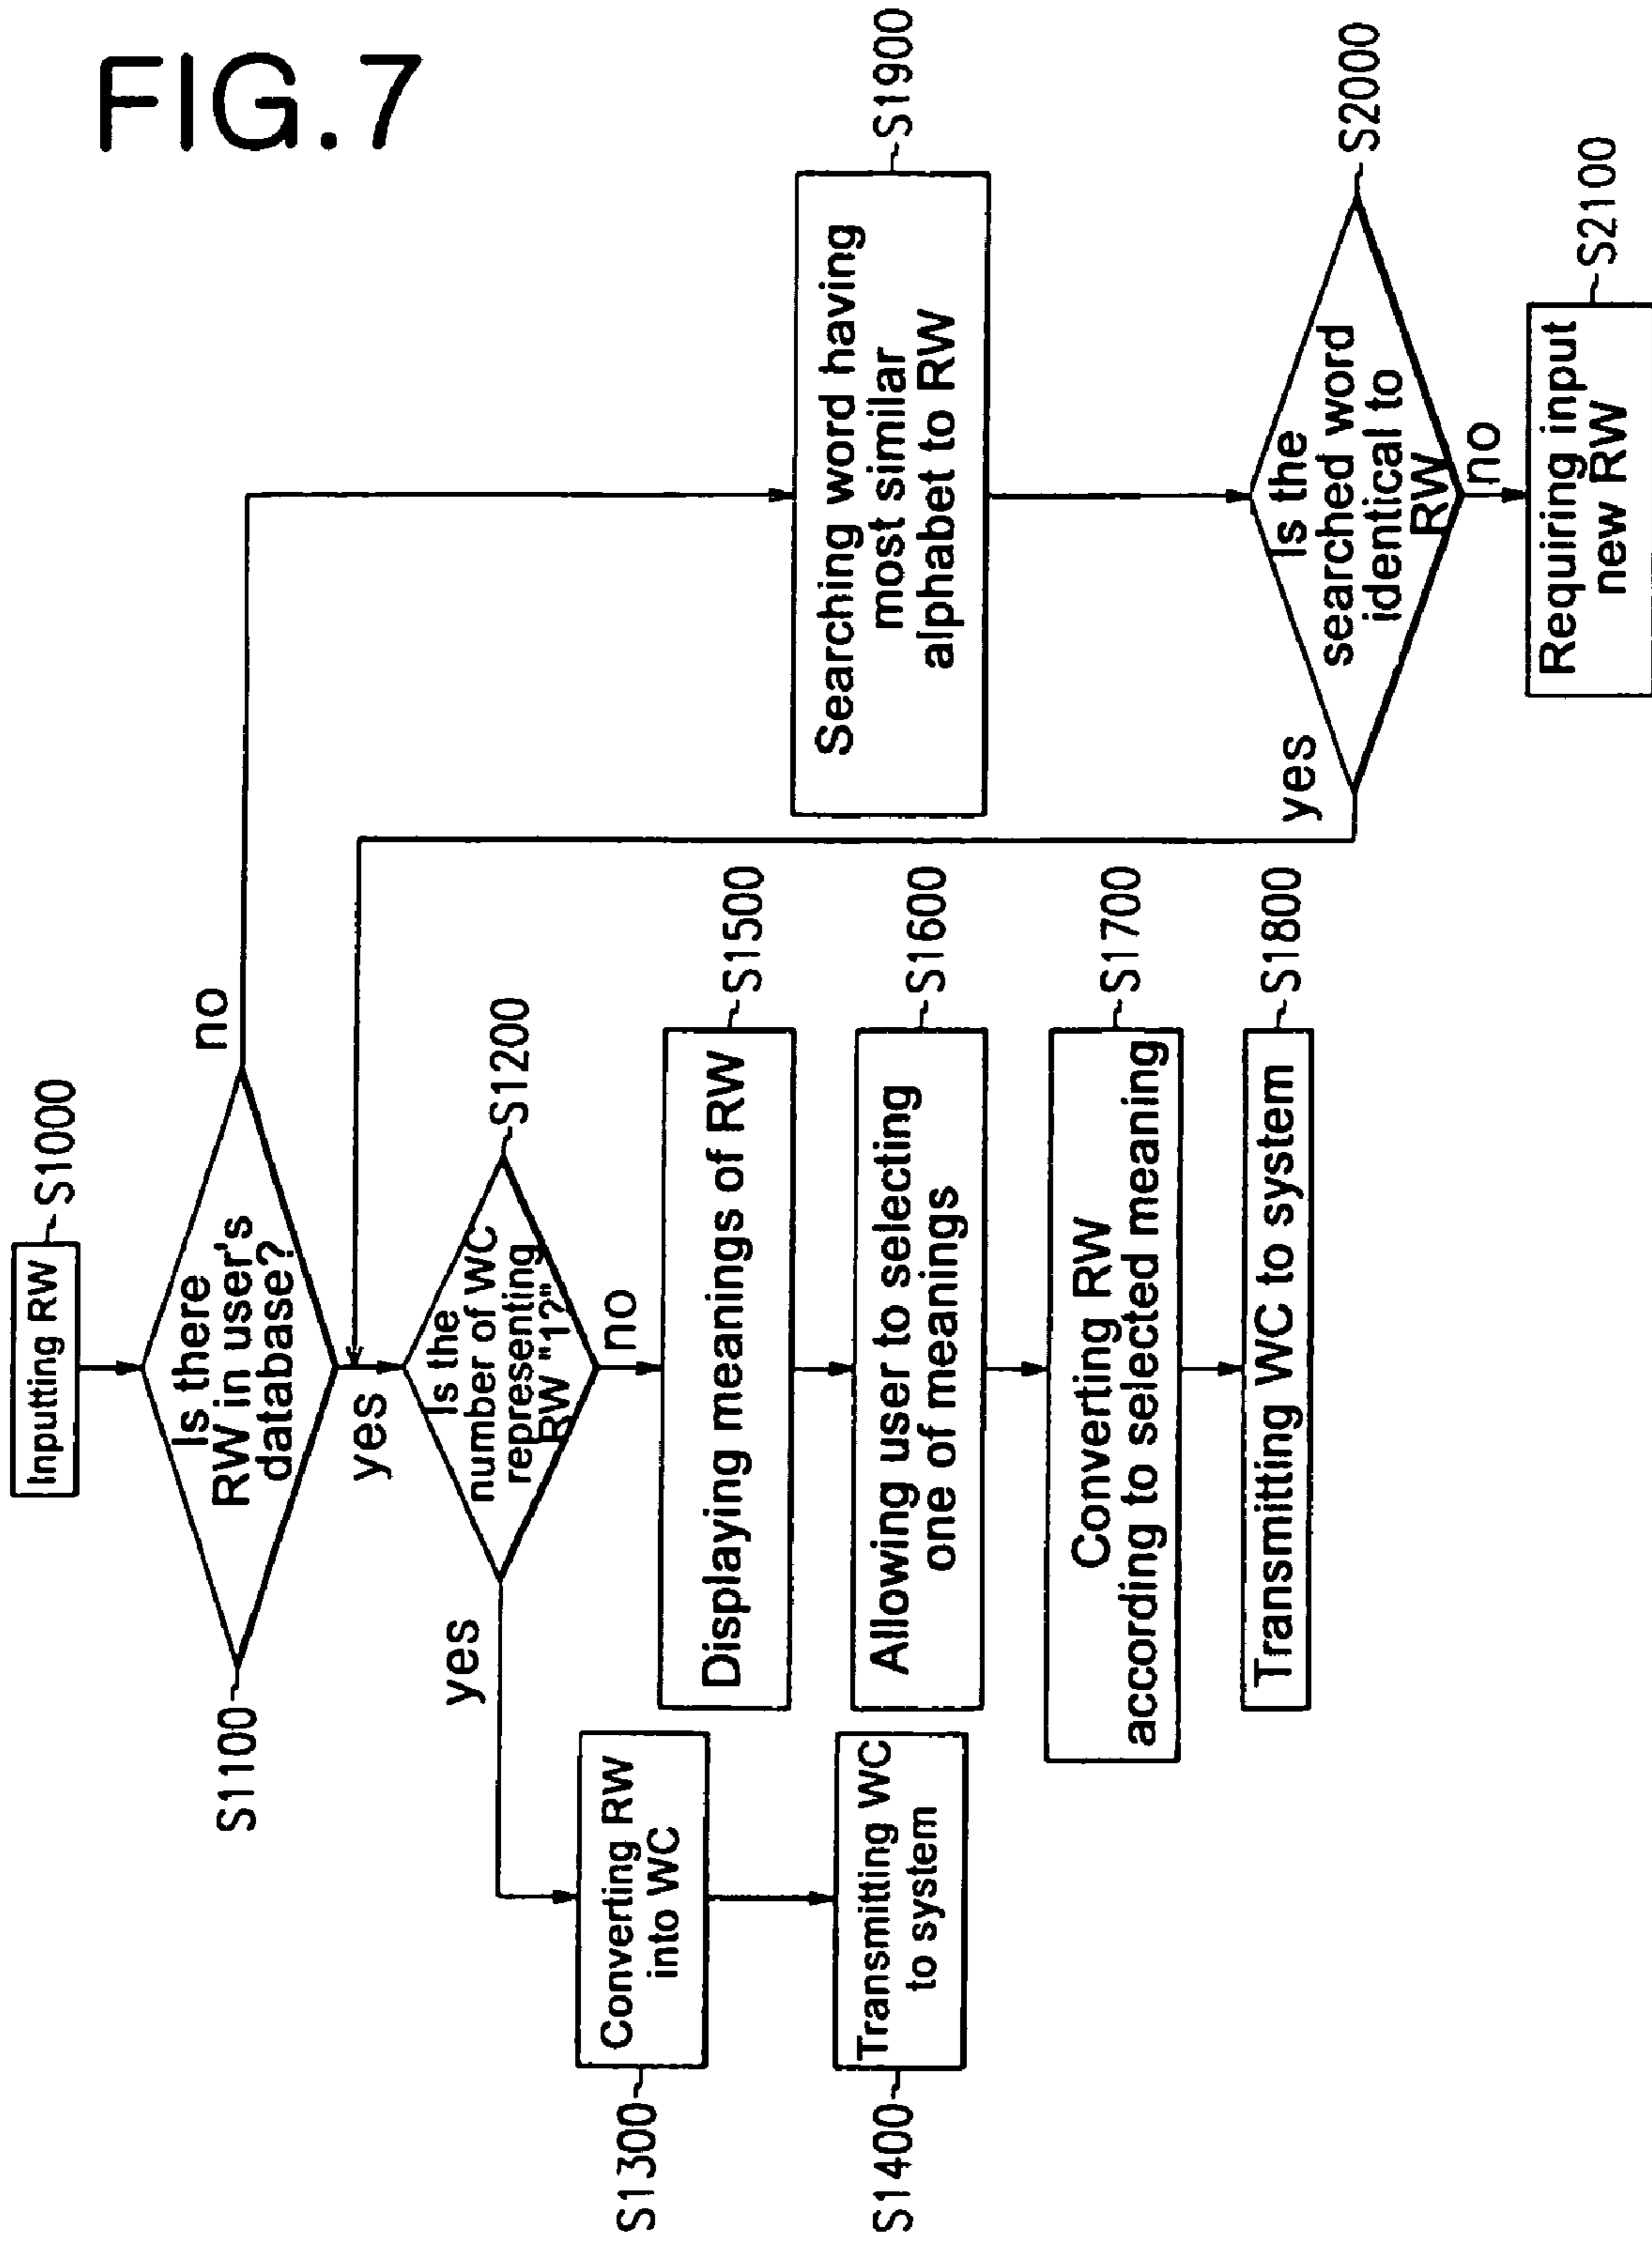 FIG.7
Inputting RW
S1000
Is there
RW in user's
database?
S1100
no
yes
Is the
number of WC
representing
RW "1?"
S1200
yes
no
Converting RW
into WC
S1300
Transmitting WC
to system
S1400
Displaying meanings of RW
S1500
Allowing user to selecting
one of meanings
S1600
Converting RW
according to selected meaning
S1700
Transmitting WC to system
S1800
Searching word having
most similar
alphabet to RW
S1900
Is the
searched word
identical to
RW
S2000
yes
no
Requiring input
new RW
S2100